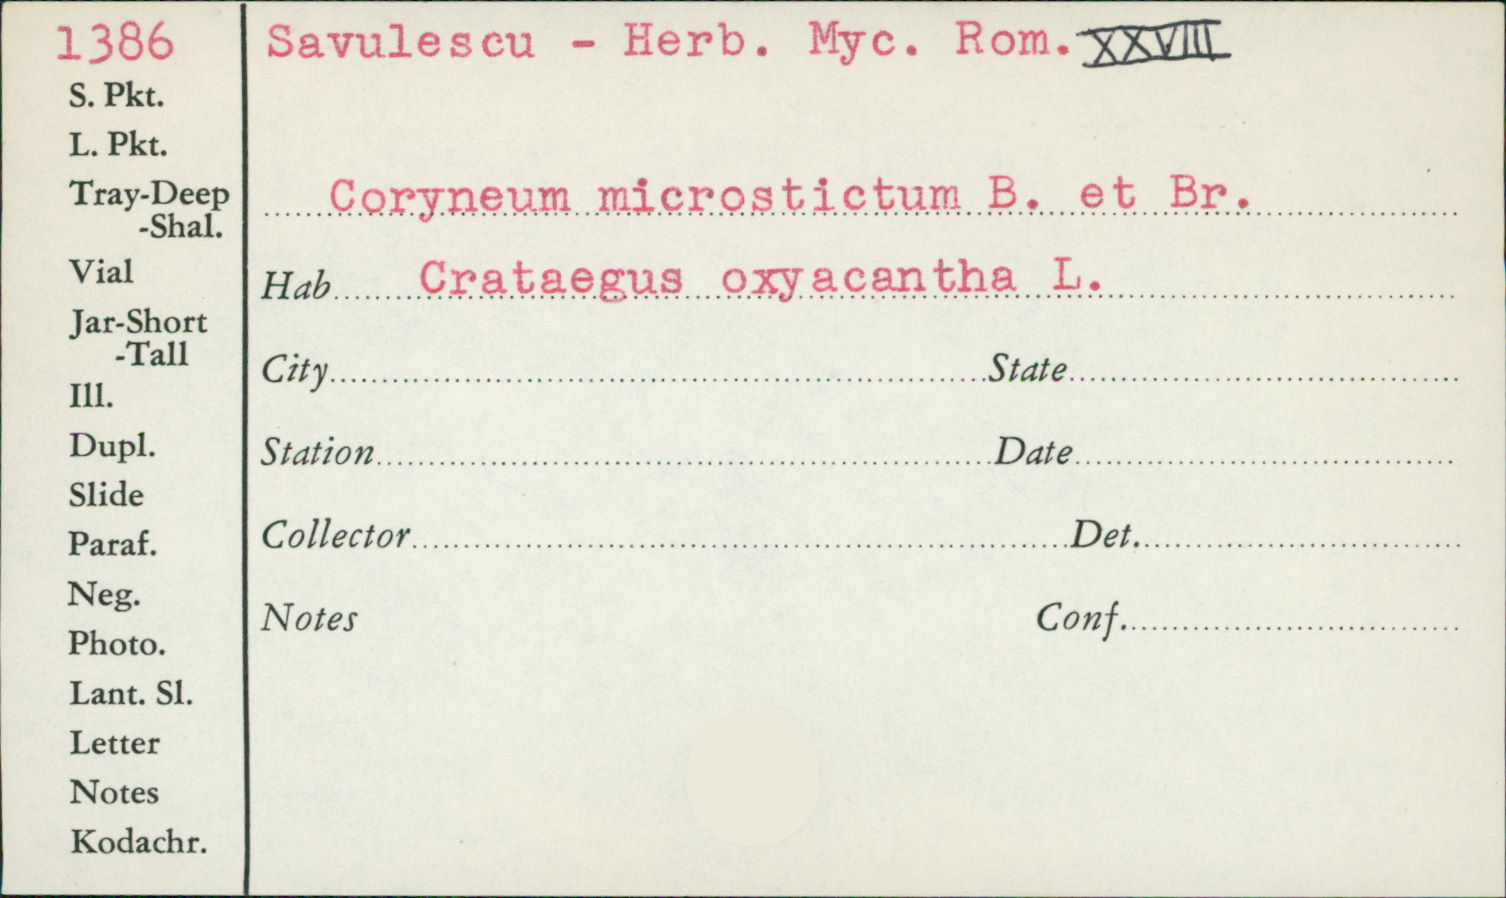 1386
Savulescu - Herb. Myc. Rom. XXVIII
S. Pkt.
L. Pkt.
Tray-Deep
-Shal.
Vial
Jar-Short
-Tall
Ill.
Dupl.
Slide
Paraf.
Neg.
Photo.
Lant. Sl.
Letter
Notes
Kodachr.
Coryneum microstictum B. et Br.
Hab Crataegus oxyacantha L.
City State
Station Date
Collector Det.
Notes Conf.